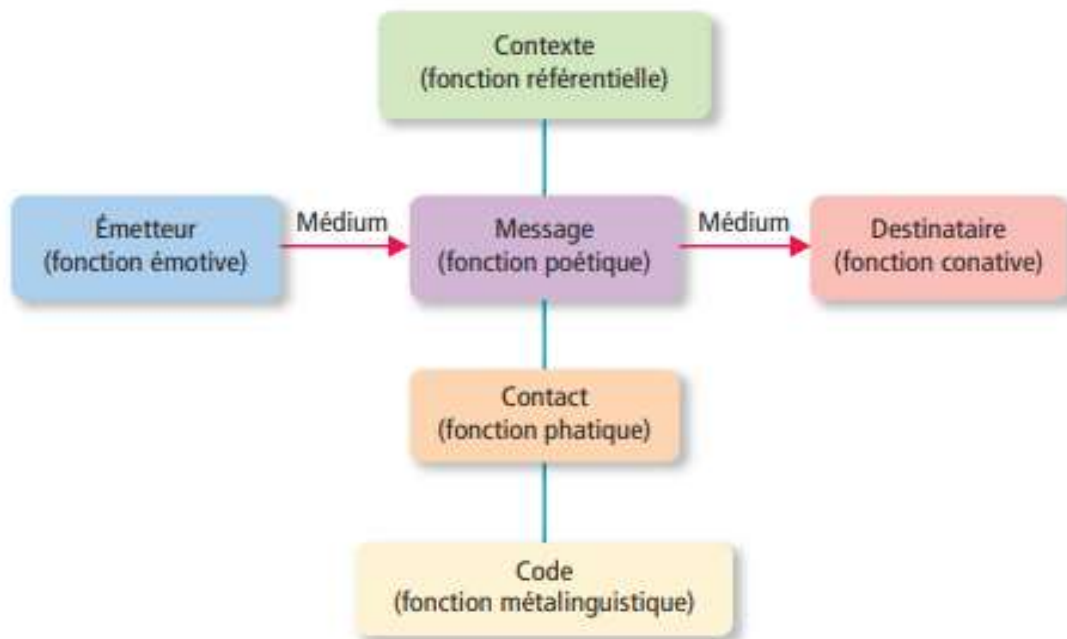 Contexte
(fonction référentielle)
Émetteur
(fonction émotive)
Médium
Message
(fonction poétique)
Médium
Destinataire
(fonction conative)
Contact
(fonction phatique)
Code
(fonction métalinguistique)